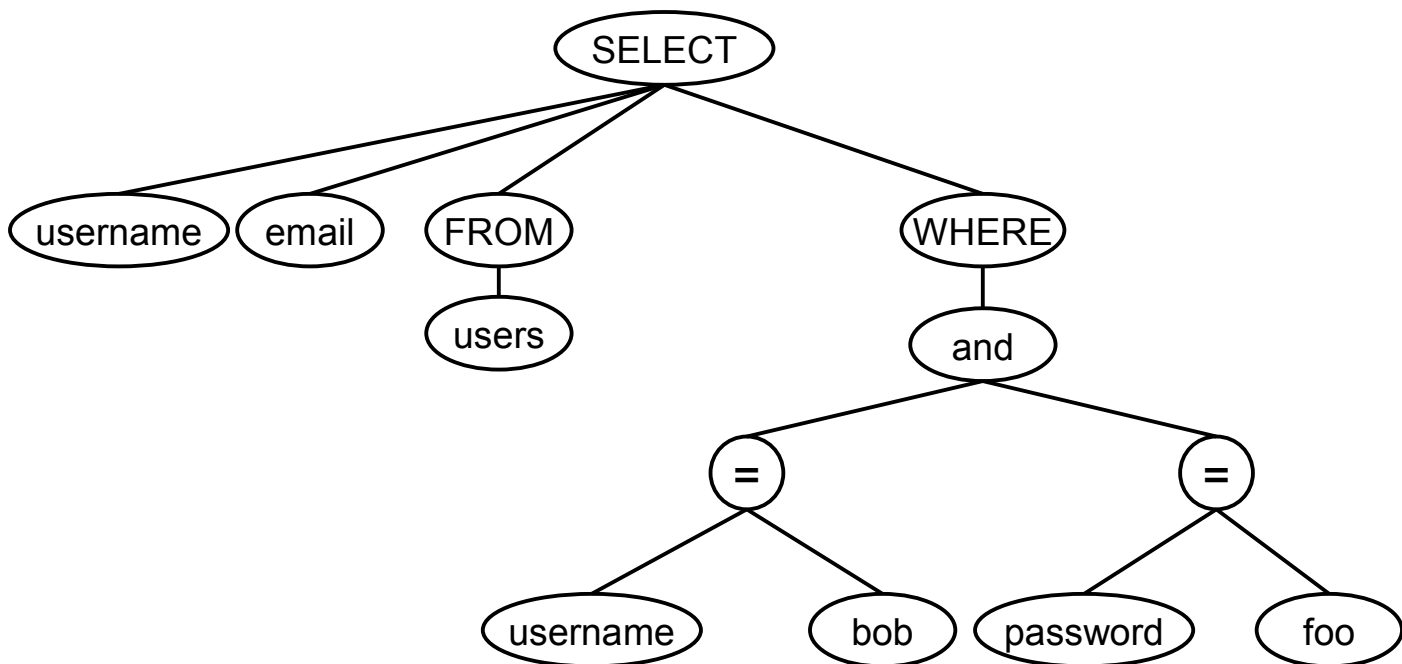 SELECT
username email FROM WHERE
users and
= =
username bob password foo